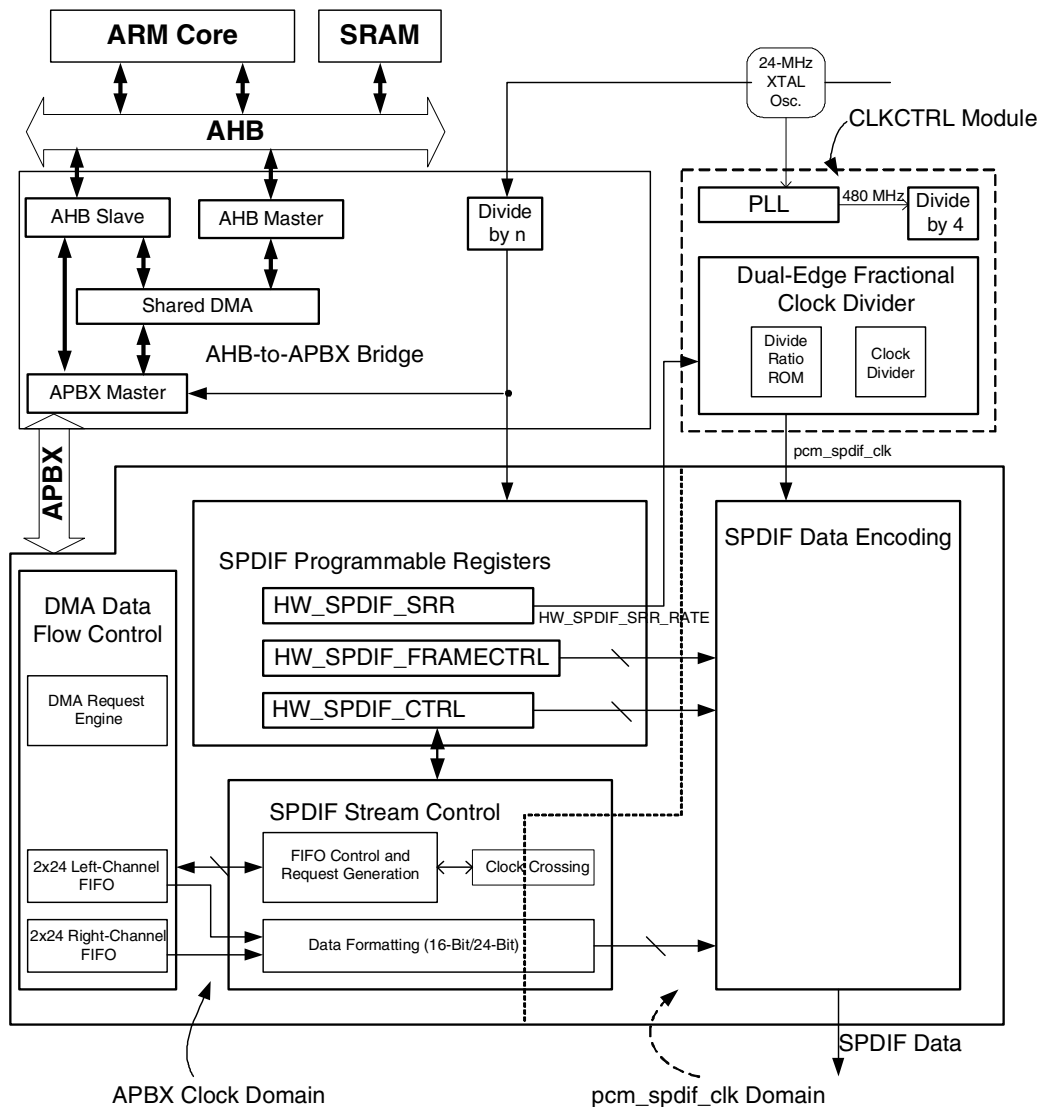 ARM Core
SRAM
24-MHz
XTAL
Osc.
AHB
CLKCTRL Module
AHB Slave
AHB Master
Divide
by n
PLL
480 MHz
Divide
by 4
Shared DMA
Dual-Edge Fractional
Clock Divider
AHB-to-APBX Bridge
Divide
Ratio
ROM
Clock
Divider
APBX Master
APBX
pcm_spdif_clk
SPDIF Programmable Registers
SPDIF Data Encoding
DMA Data
Flow Control
HW_SPDIF_SRR
HW_SPDIF_SRR_RATE
HW_SPDIF_FRAMECTRL
DMA Request
Engine
HW_SPDIF_CTRL
SPDIF Stream Control
2x24 Left-Channel
FIFO
FIFO Control and
Request Generation
Clock Crossing
2x24 Right-Channel
FIFO
Data Formatting (16-Bit/24-Bit)
SPDIF Data
APBX Clock Domain
pcm_spdif_clk Domain